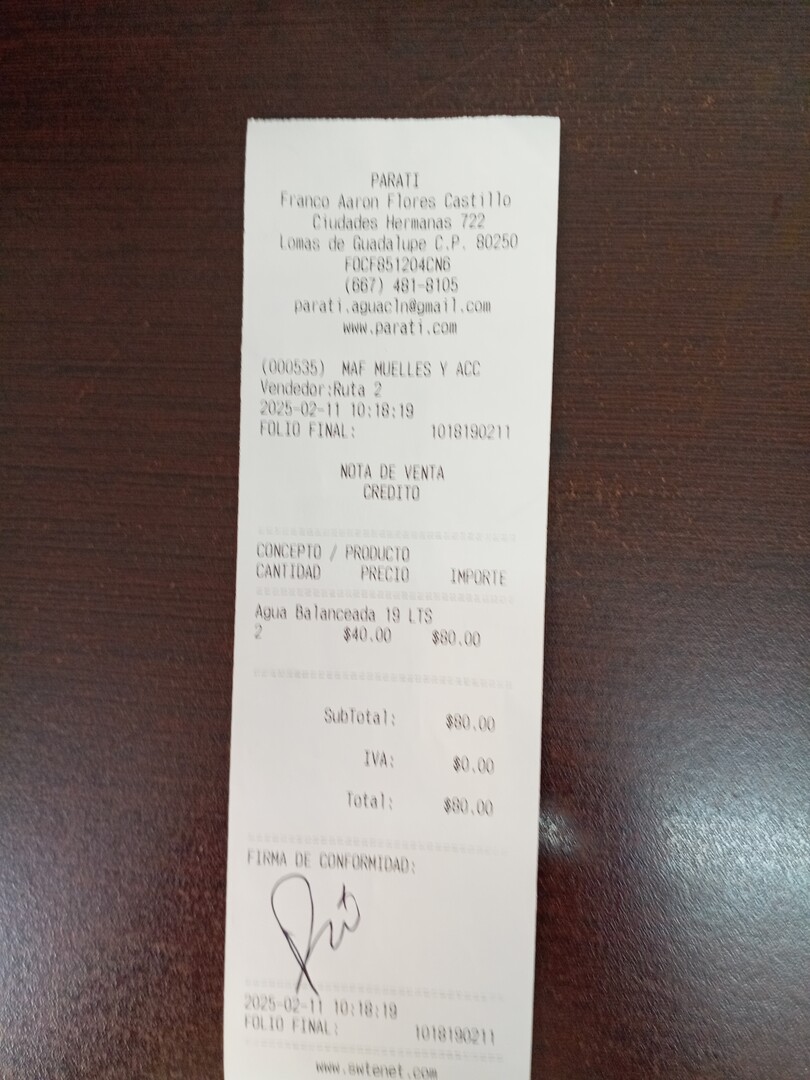 PARATI
Franco Aaron Flores Castillo
Ciudades Hermanas 722
Lomas de Guadalupe C.P. 80250
FOCF851204CN6
(667) 481-8105
parati.aguacln@gmail.com
www.parati.com
(000535) MAF MUELLES Y ACC
Vendedor:Ruta 2
2025-02-11 10:18:19
FOLIO FINAL: 1018190211
NOTA DE VENTA
CREDITO
CONCEPTO / PRODUCTO
CANTIDAD PRECIO IMPORTE
Agua Balanceada 19 LTS
2 $40.00 $80.00
SubTotal: $80.00
IVA: $0.00
Total: $80.00
FIRMA DE CONFORMIDAD:
2025-02-11 10:18:19
FOLIO FINAL: 1018190211
www.swtenet.com